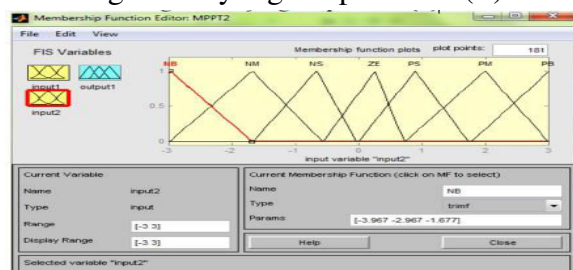 Membership Function Editor: MPPT2
File Edit View
FIS Variables
input1 output1
input2
Membership function plots plot points: 181
NB NM NS ZE PS PM PB
1
0.5
0
-3 -2 -1 0 1 2 3
input variable "input2"
Current Variable
Name input2
Type input
Range [-3 3]
Display Range [-3 3]
Current Membership Function (click on MF to select)
Name NB
Type trimf
Params [-3.967 -2.967 -1.677]
Help Close
Selected variable "input2"